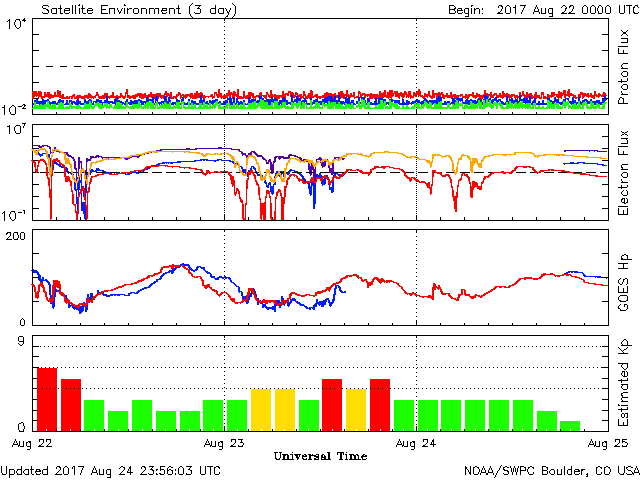 Satellite Environment (3 day) Begin: 2017 Aug 22 0000 UTC
10⁴
10⁻²
Proton Flux
10⁷
10⁻¹
Electron Flux
200
0
GOES Hp
9
0
Estimated Kp
Aug 22 Aug 23 Aug 24 Aug 25
Universal Time
Updated 2017 Aug 24 23:56:03 UTC NOAA/SWPC Boulder, CO USA